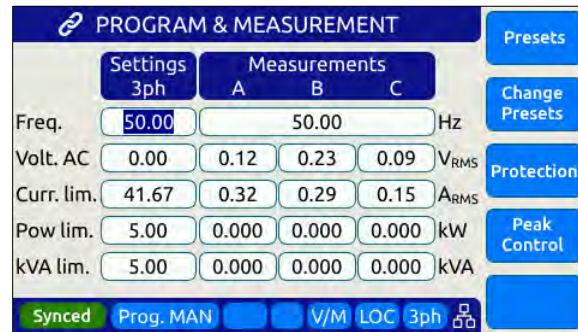 PROGRAM & MEASUREMENT
Presets
Settings 3ph
Measurements
A B C
Change Presets
Freq. 50.00 50.00 Hz
Volt. AC 0.00 0.12 0.23 0.09 VRMS
Protection
Curr. lim. 41.67 0.32 0.29 0.15 ARMS
Pow lim. 5.00 0.000 0.000 0.000 kW
Peak Control
kVA lim. 5.00 0.000 0.000 0.000 kVA
Synced Prog. MAN V/M LOC 3ph